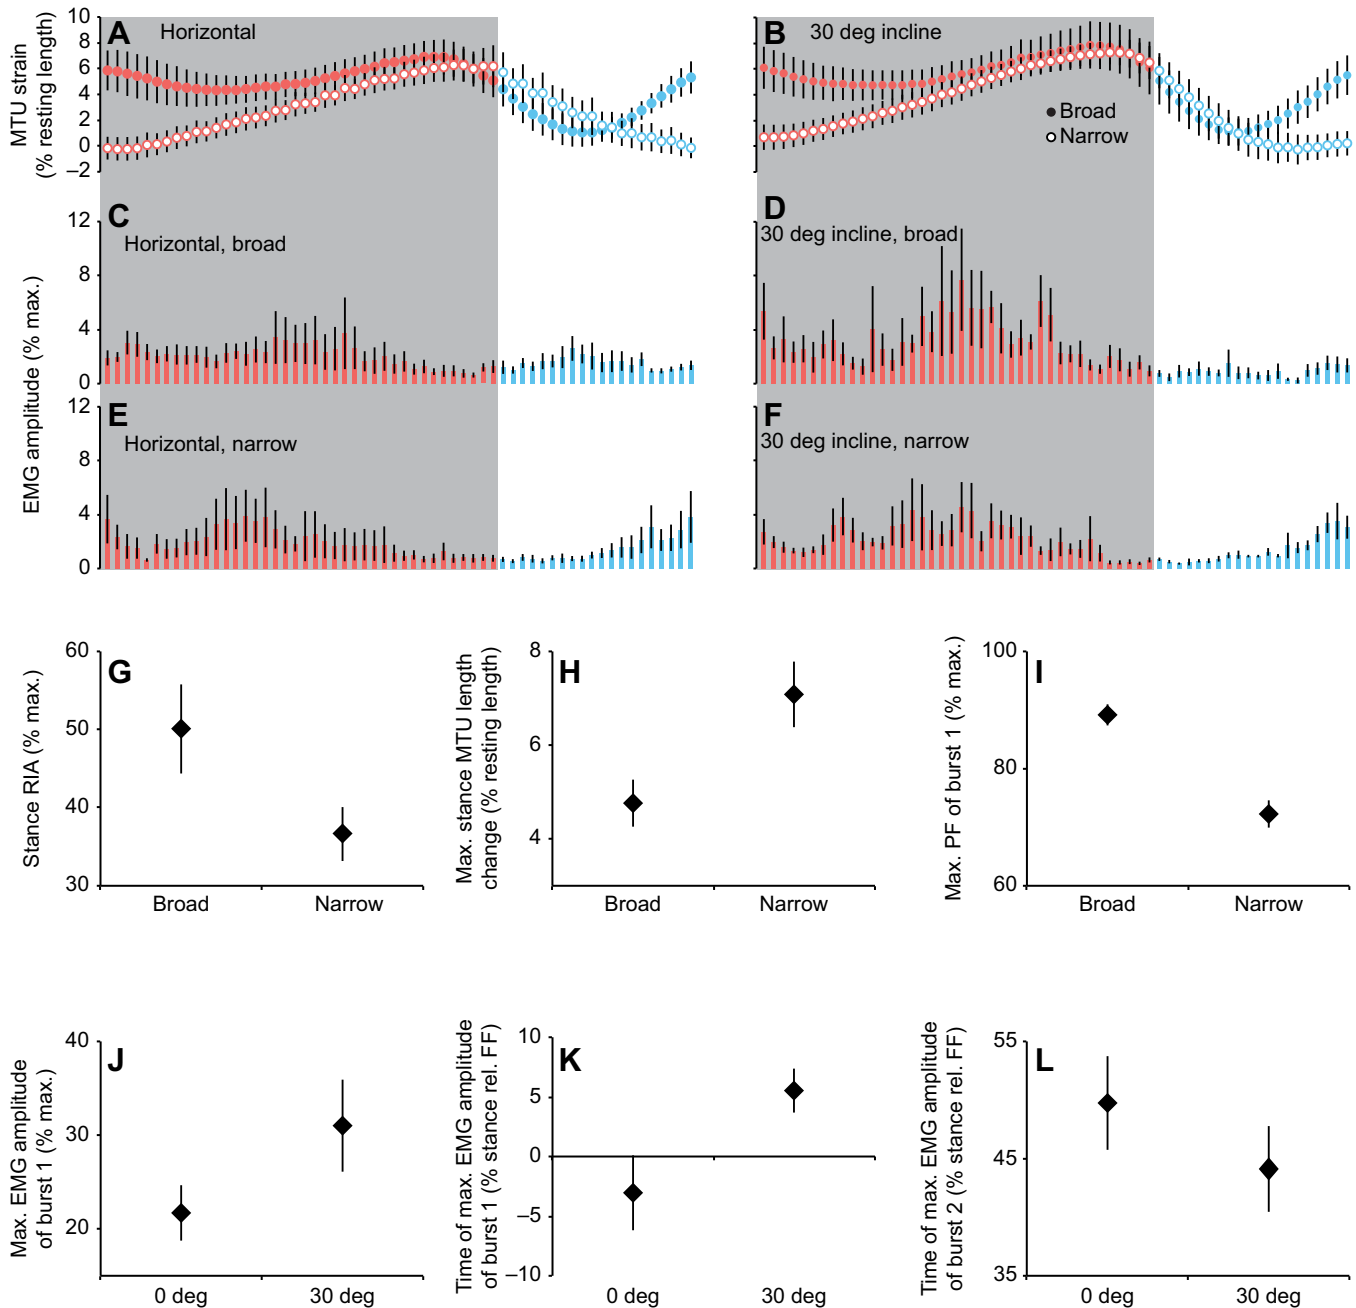 A
Horizontal
MTU strain
(% resting length)
10
8
6
4
2
0
–2
B
30 deg incline
Broad
Narrow
C
Horizontal, broad
EMG amplitude (% max.)
12
8
4
0
D
30 deg incline, broad
E
Horizontal, narrow
12
8
4
0
F
30 deg incline, narrow
G
Stance RIA (% max.)
60
50
40
30
Broad
Narrow
H
Max. stance MTU length
change (% resting length)
8
6
4
Broad
Narrow
I
Max. PF of burst 1 (% max.)
100
80
60
Broad
Narrow
J
Max. EMG amplitude
of burst 1 (% max.)
40
30
20
0 deg
30 deg
K
Time of max. EMG amplitude
of burst 1 (% stance rel. FF)
10
5
0
–5
–10
0 deg
30 deg
L
Time of max. EMG amplitude
of burst 2 (% stance rel. FF)
55
45
35
0 deg
30 deg